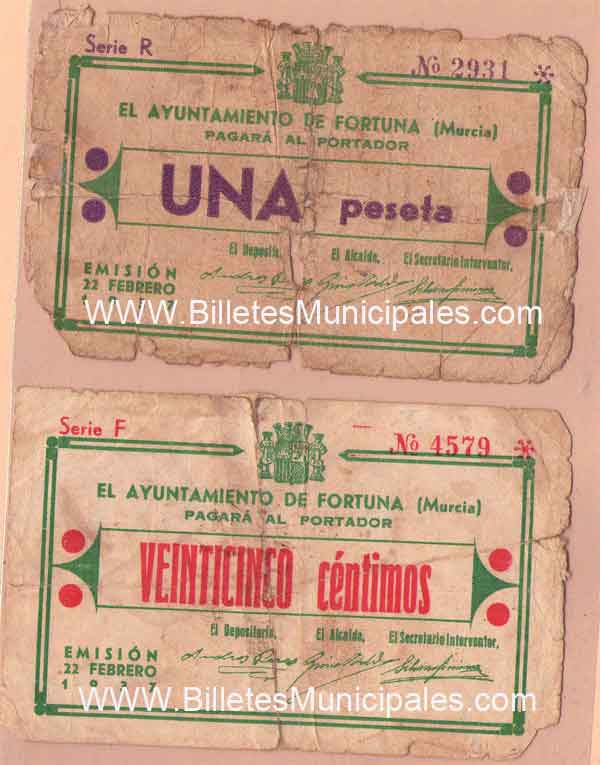 Serie R
No 2931 *
EL AYUNTAMIENTO DE FORTUNA (Murcia)
PAGARÁ AL PORTADOR
UNA peseta
El Depositario, El Alcalde, El Secretario Interventor,
EMISIÓN
22 FEBRERO
1937
WWW.BilletesMunicipales.com
Serie F
No 4579 *
EL AYUNTAMIENTO DE FORTUNA (Murcia)
PAGARÁ AL PORTADOR
VEINTICINCO céntimos
El Depositario, El Alcalde, El Secretario Interventor,
EMISIÓN
22 FEBRERO
1937
WWW.BilletesMunicipales.com